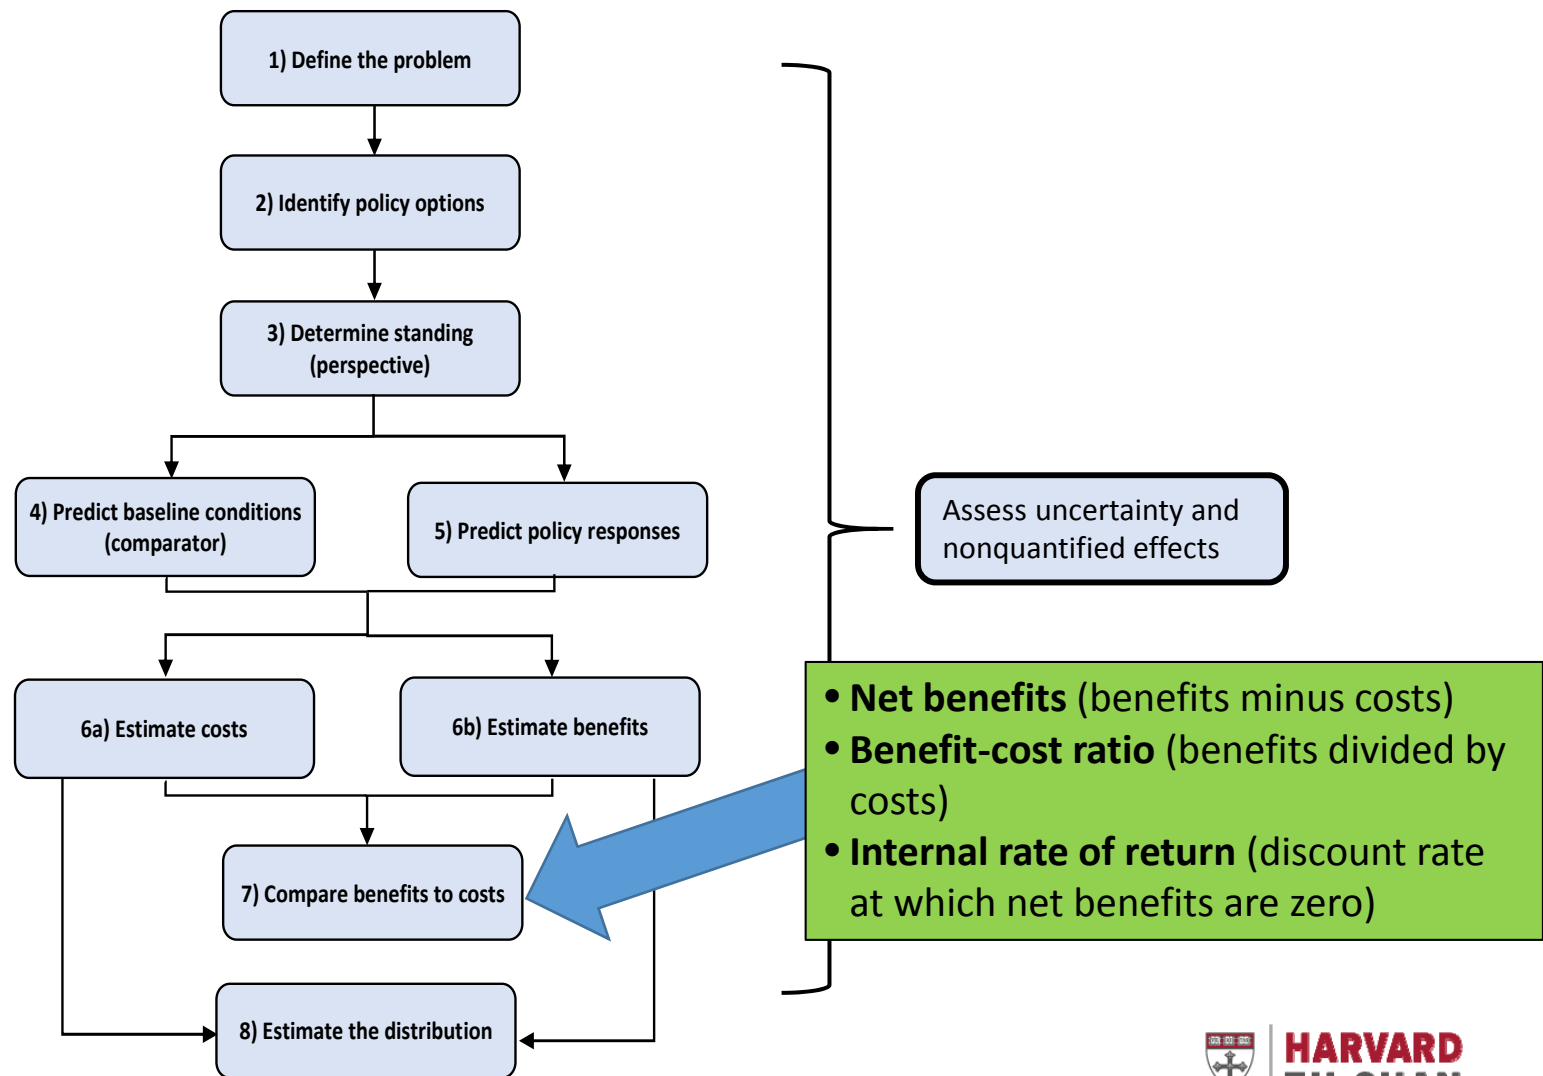 1) Define the problem
2) Identify policy options
3) Determine standing
(perspective)
4) Predict baseline conditions
(comparator)
5) Predict policy responses
Assess uncertainty and
nonquantified effects
6a) Estimate costs
6b) Estimate benefits
• Net benefits (benefits minus costs)
• Benefit-cost ratio (benefits divided by
costs)
• Internal rate of return (discount rate
at which net benefits are zero)
7) Compare benefits to costs
8) Estimate the distribution
HARVARD